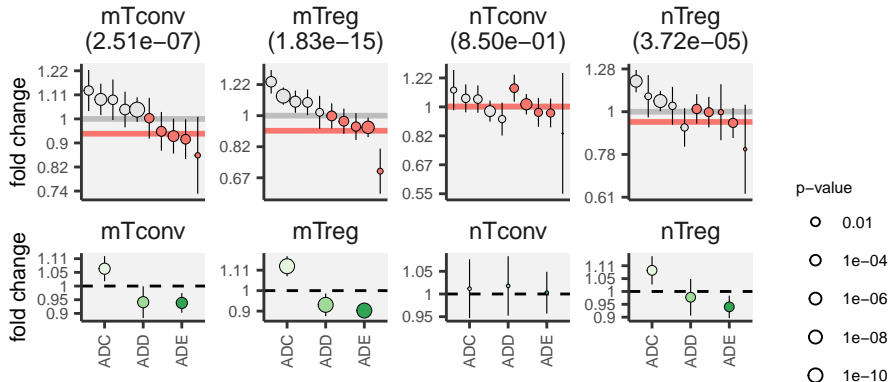 mTconv
(2.51e−07)
mTreg
(1.83e−15)
nTconv
(8.50e−01)
nTreg
(3.72e−05)
fold change
1.22
1.11
1
0.9
0.82
0.74
1.22
1
0.82
0.67
1.22
1
0.82
0.67
0.55
1.28
1
0.78
0.61
mTconv
mTreg
nTconv
nTreg
fold change
1.11
1.05
1
0.95
0.9
1.11
1
0.9
1.05
1
0.95
1.11
1.05
1
0.95
0.9
ADC
ADD
ADE
ADC
ADD
ADE
ADC
ADD
ADE
ADC
ADD
ADE
p−value
0.01
1e−04
1e−06
1e−08
1e−10